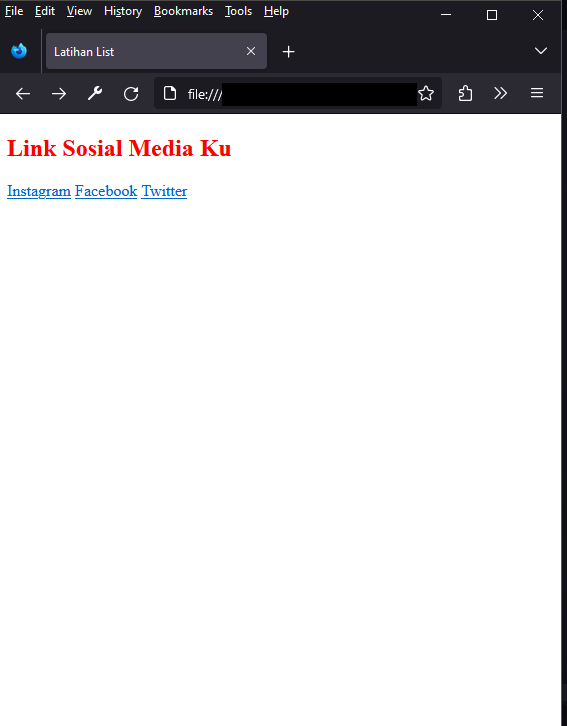 File Edit View History Bookmarks Tools Help
Latihan List
file:///
Link Sosial Media Ku
Instagram Facebook Twitter